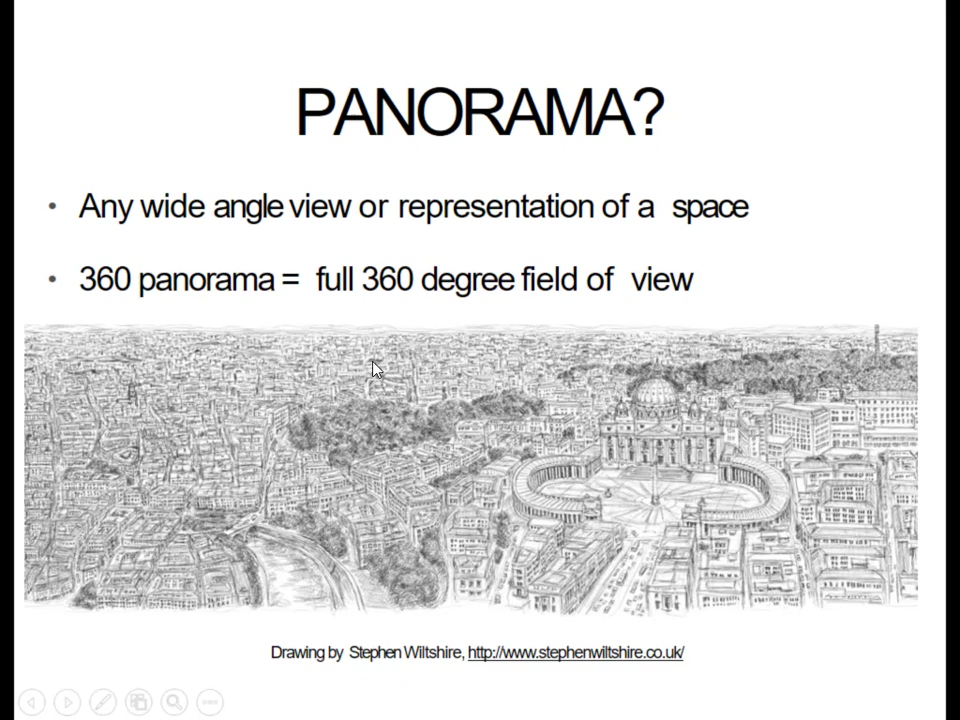 PANORAMA?
• Any wide angle view or representation of a space
• 360 panorama = full 360 degree field of view
Drawing by Stephen Wiltshire, http://www.stephenwiltshire.co.uk/